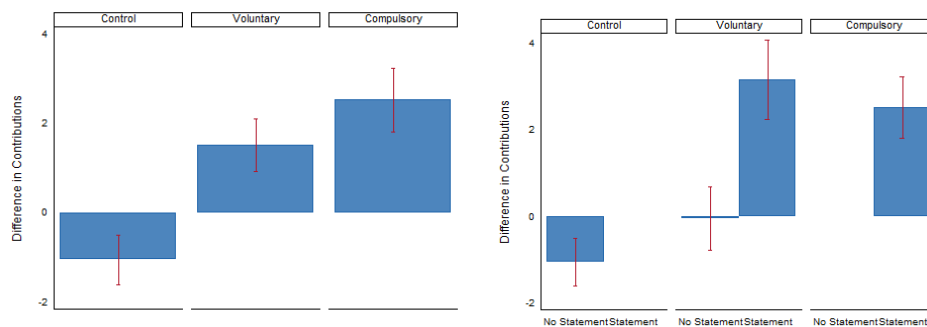 Control Voluntary Compulsory
4
2
0
-2
Difference in Contributions
Control Voluntary Compulsory
4
2
0
-2
Difference in Contributions
No Statement Statement No Statement Statement No Statement Statement